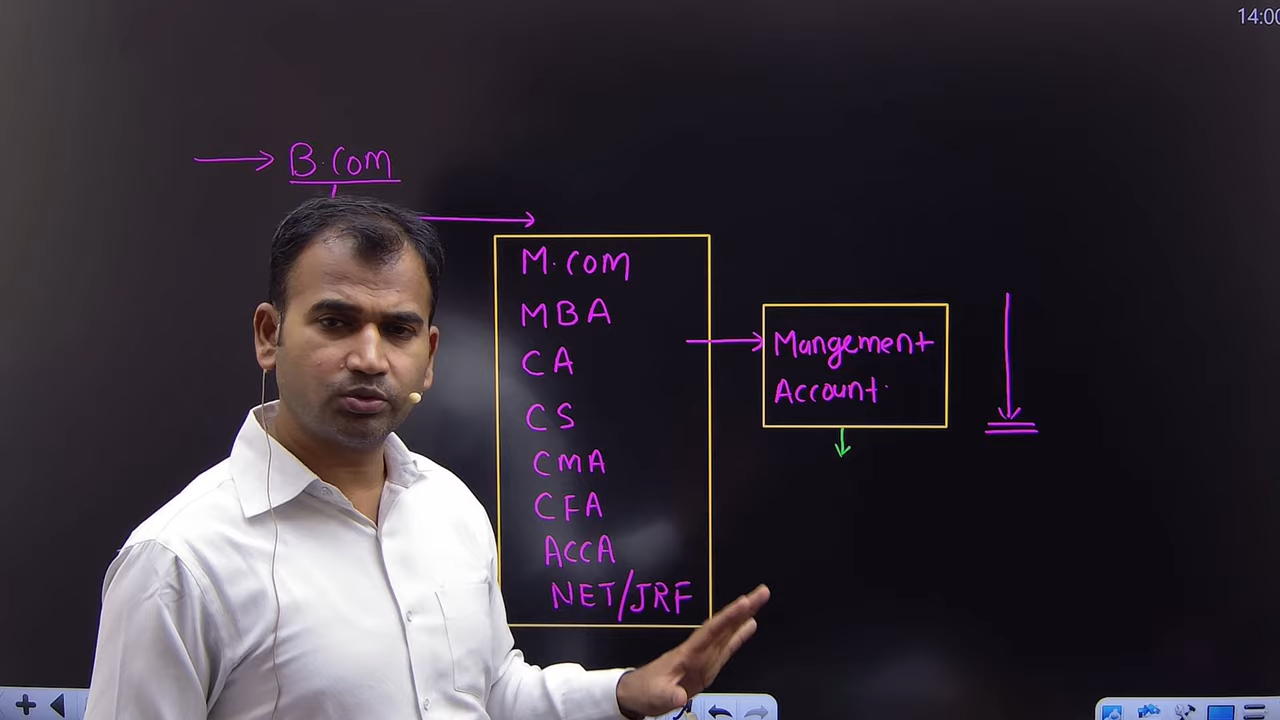 14:00
B.Com
M.Com
MBA
CA
CS
CMA
CFA
ACCA
NET/JRF
Mangement
Account.